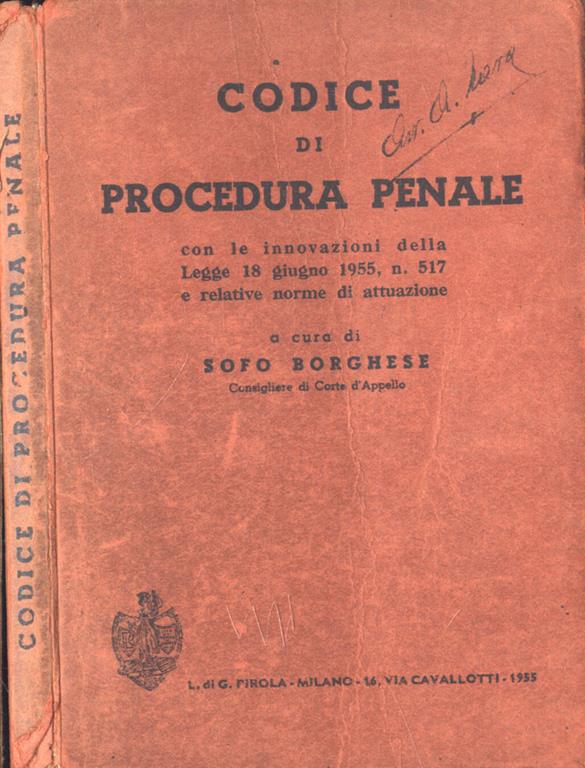 CODICE DI PROCEDURA PENALE
CODICE
DI
PROCEDURA PENALE
con le innovazioni della
Legge 18 giugno 1955, n. 517
e relative norme di attuazione
a cura di
SOFO BORGHESE
Consigliere di Corte d'Appello
L. di G. PIROLA - MILANO - 16, VIA CAVALLOTTI - 1955